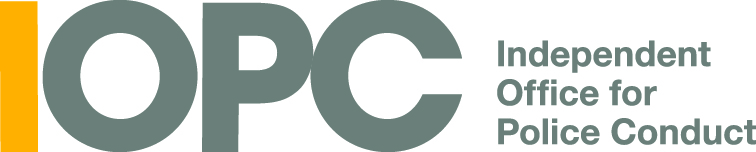 IOPC
Independent
Office for
Police Conduct